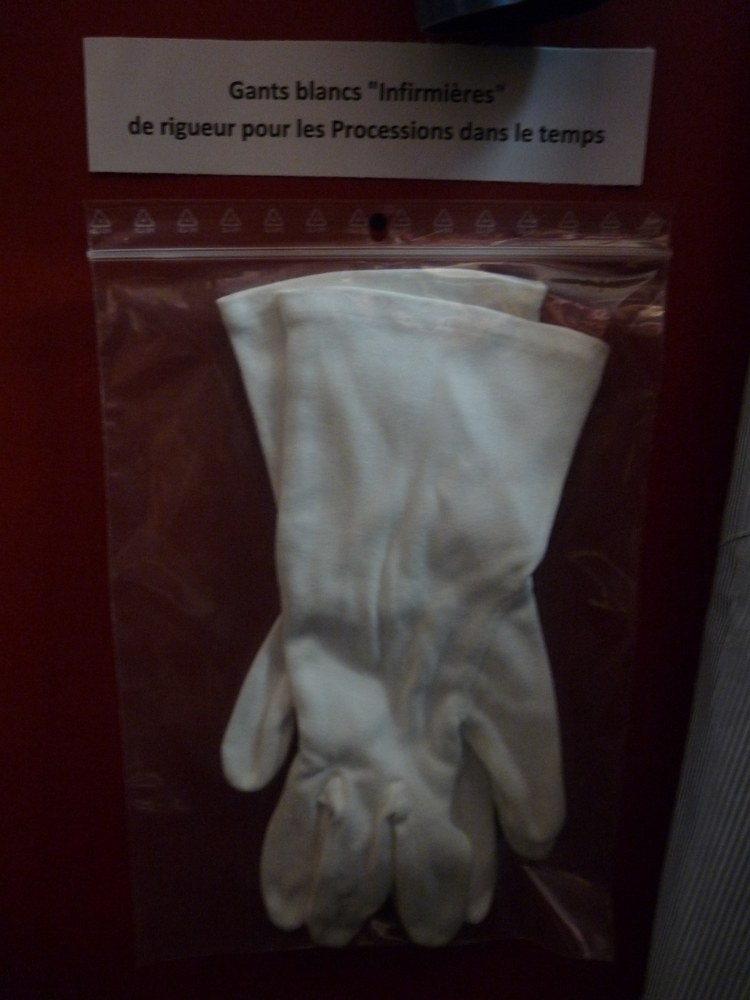 Gants blancs "Infirmières"
de rigueur pour les Processions dans le temps